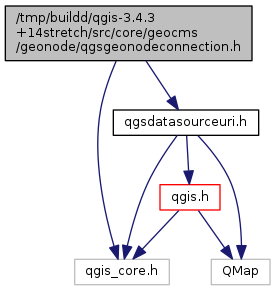 /tmp/buildd/qgis-3.4.3
+14stretch/src/core/geocms
/geonode/qgsgeonodeconnection.h
qgsdatasourceuri.h
qgis.h
qgis_core.h
QMap